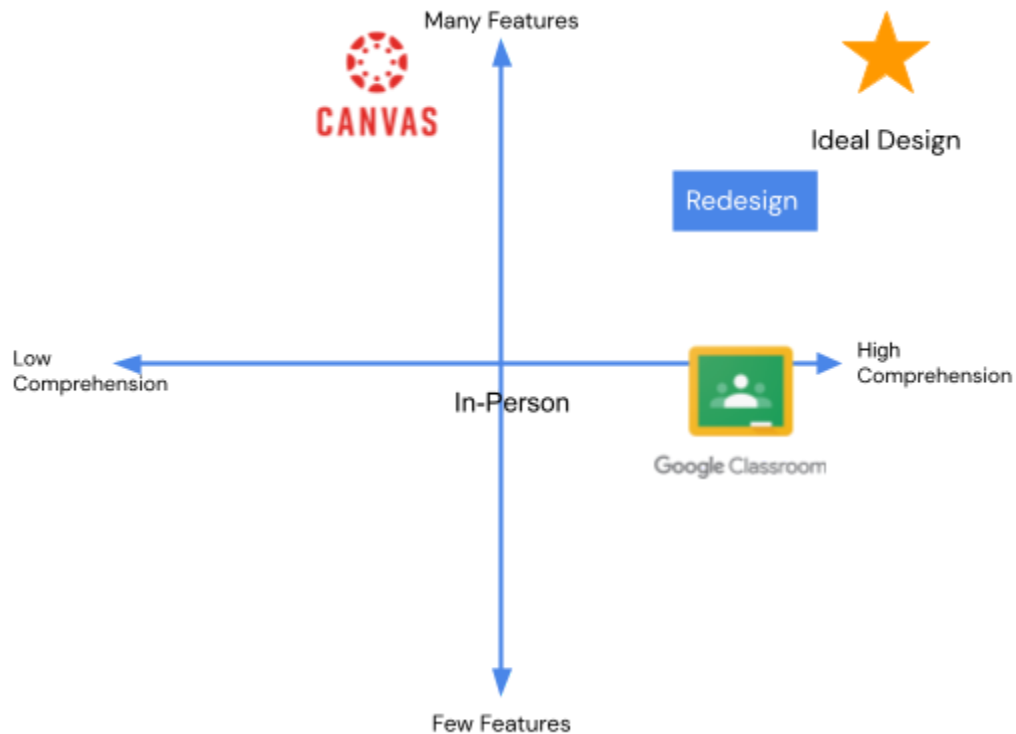 Many Features
CANVAS
Ideal Design
Redesign
Low
Comprehension
High
Comprehension
In-Person
Google Classroom
Few Features